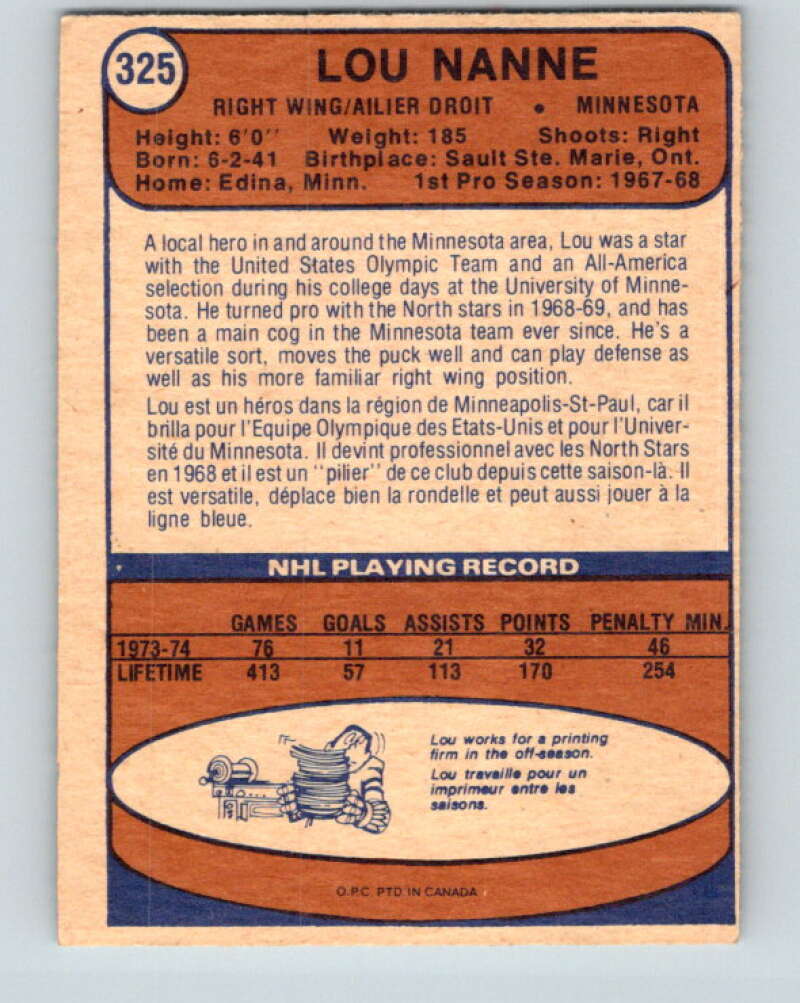 325
LOU NANNE
RIGHT WING/AILIER DROIT • MINNESOTA
Height: 6'0" Weight: 185 Shoots: Right
Born: 6-2-41 Birthplace: Sault Ste. Marie, Ont.
Home: Edina, Minn. 1st Pro Season: 1967-68
A local hero in and around the Minnesota area, Lou was a star
with the United States Olympic Team and an All-America
selection during his college days at the University of Minne-
sota. He turned pro with the North stars in 1968-69, and has
been a main cog in the Minnesota team ever since. He's a
versatile sort, moves the puck well and can play defense as
well as his more familiar right wing position.
Lou est un héros dans la région de Minneapolis-St-Paul, car il
brilla pour l'Equipe Olympique des Etats-Unis et pour l'Univer-
sité du Minnesota. Il devint professionnel avec les North Stars
en 1968 et il est un "pilier" de ce club depuis cette saison-là. Il
est versatile, déplace bien la rondelle et peut aussi jouer à la
ligne bleue.
NHL PLAYING RECORD
GAMES GOALS ASSISTS POINTS PENALTY MIN.
1973-74 76 11 21 32 46
LIFETIME 413 57 113 170 254
Lou works for a printing
firm in the off-season.
Lou travaille pour un
imprimeur entre les
saisons.
O.P.C. PTD. IN CANADA